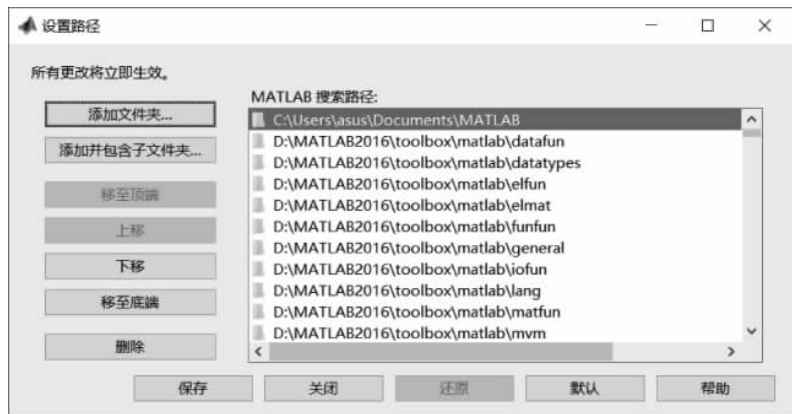 设置路径
所有更改将立即生效。
添加文件夹...
添加并包含子文件夹...
移至顶端
上移
下移
移至底端
删除
MATLAB 搜索路径:
C:\Users\asus\Documents\MATLAB
D:\MATLAB2016\toolbox\matlab\datafun
D:\MATLAB2016\toolbox\matlab\datatypes
D:\MATLAB2016\toolbox\matlab\elfun
D:\MATLAB2016\toolbox\matlab\elmat
D:\MATLAB2016\toolbox\matlab\funfun
D:\MATLAB2016\toolbox\matlab\general
D:\MATLAB2016\toolbox\matlab\iofun
D:\MATLAB2016\toolbox\matlab\lang
D:\MATLAB2016\toolbox\matlab\matfun
D:\MATLAB2016\toolbox\matlab\mvm
保存
关闭
还原
默认
帮助